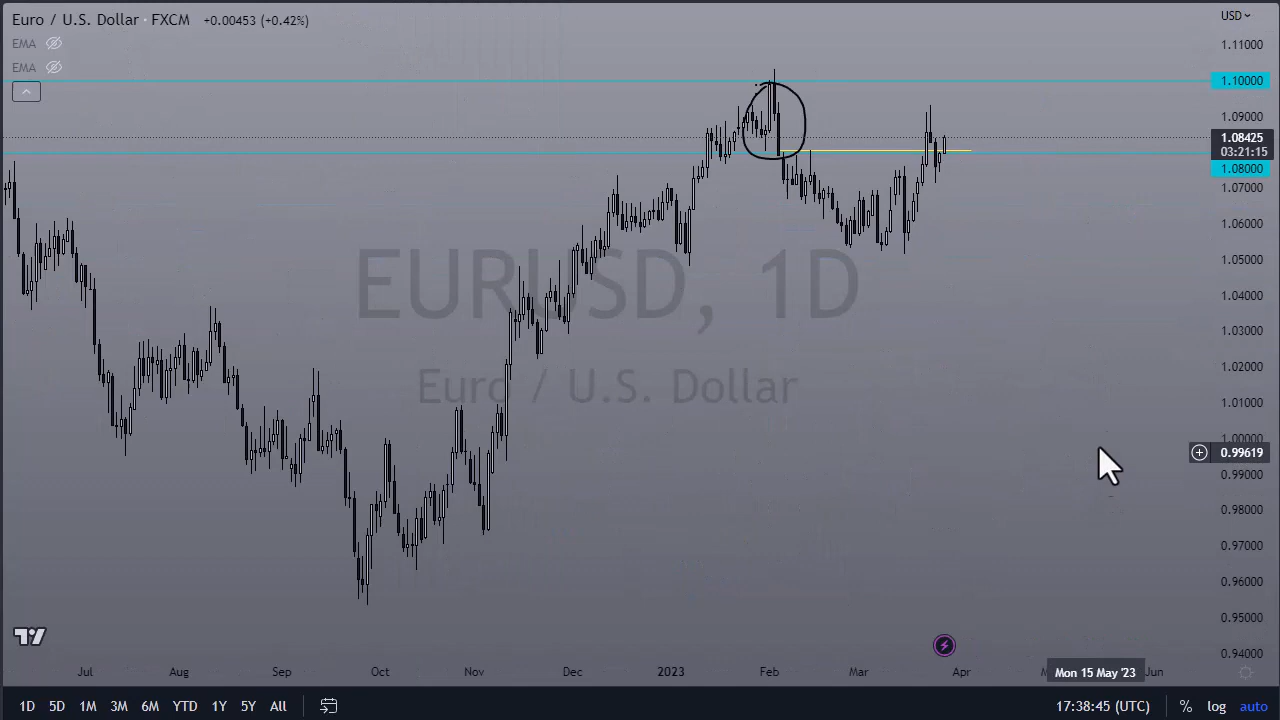 Euro / U.S. Dollar · FXCM +0.00453 (+0.42%)
USD
EMA
EMA
1.11000
1.10000
1.09000
1.08425
03:21:15
1.08000
1.07000
1.06000
1.05000
1.04000
1.03000
1.02000
1.01000
1.00000
0.99619
0.99000
0.98000
0.97000
0.96000
0.95000
0.94000
EURUSD, 1D
Euro / U.S. Dollar
Jul Aug Sep Oct Nov Dec 2023 Feb Mar Apr Mon 15 May '23 Jun
1D 5D 1M 3M 6M YTD 1Y 5Y All 17:38:45 (UTC) % log auto